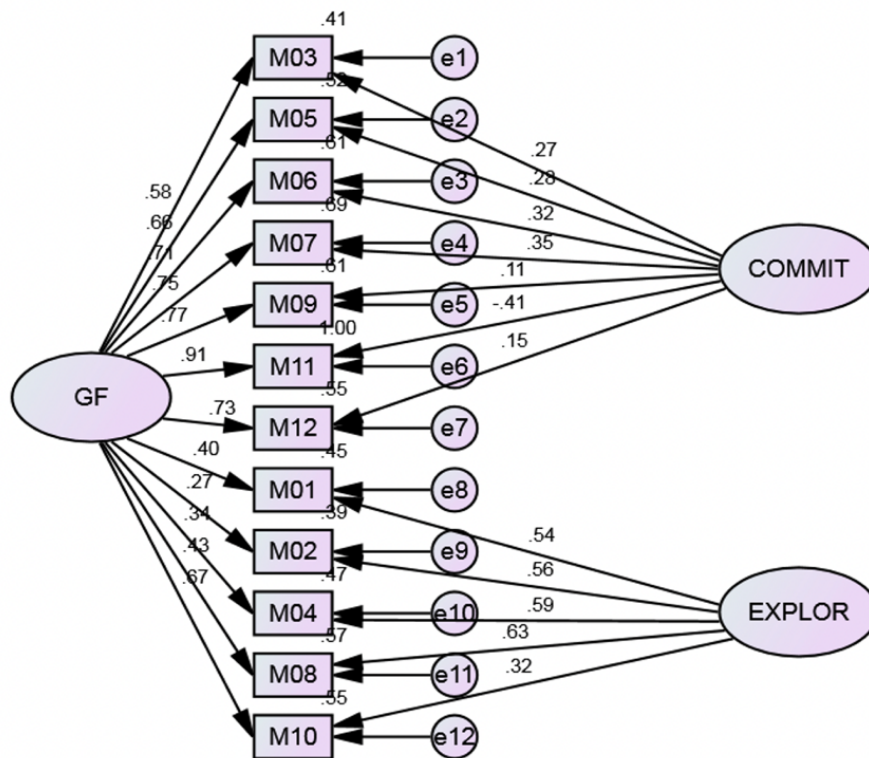 .41
M03 e1
.52
M05 e2
.61
.27
M06 e3
.28
.58
.69
.32
.66
M07 e4
.35
.71
.61
.11
COMMIT
.75
M09 e5
-.41
.77
1.00
.15
.91
M11 e6
.55
GF
.73
M12 e7
.40
.45
.27
M01 e8
.34
.39
.54
.43
M02 e9
.56
.67
.47
.59
M04 e10
EXPLOR
.57
.63
M08 e11
.32
.55
M10 e12